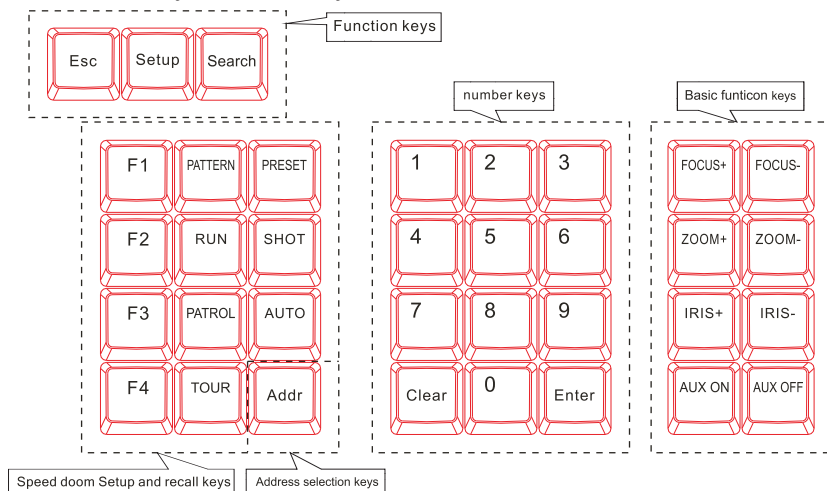 Function keys
Esc Setup Search
number keys
Basic funticon keys
F1 PATTERN PRESET 1 2 3 FOCUS+ FOCUS-
F2 RUN SHOT 4 5 6 ZOOM+ ZOOM-
F3 PATROL AUTO 7 8 9 IRIS+ IRIS-
F4 TOUR Addr Clear 0 Enter AUX ON AUX OFF
Speed doom Setup and recall keys
Address selection keys